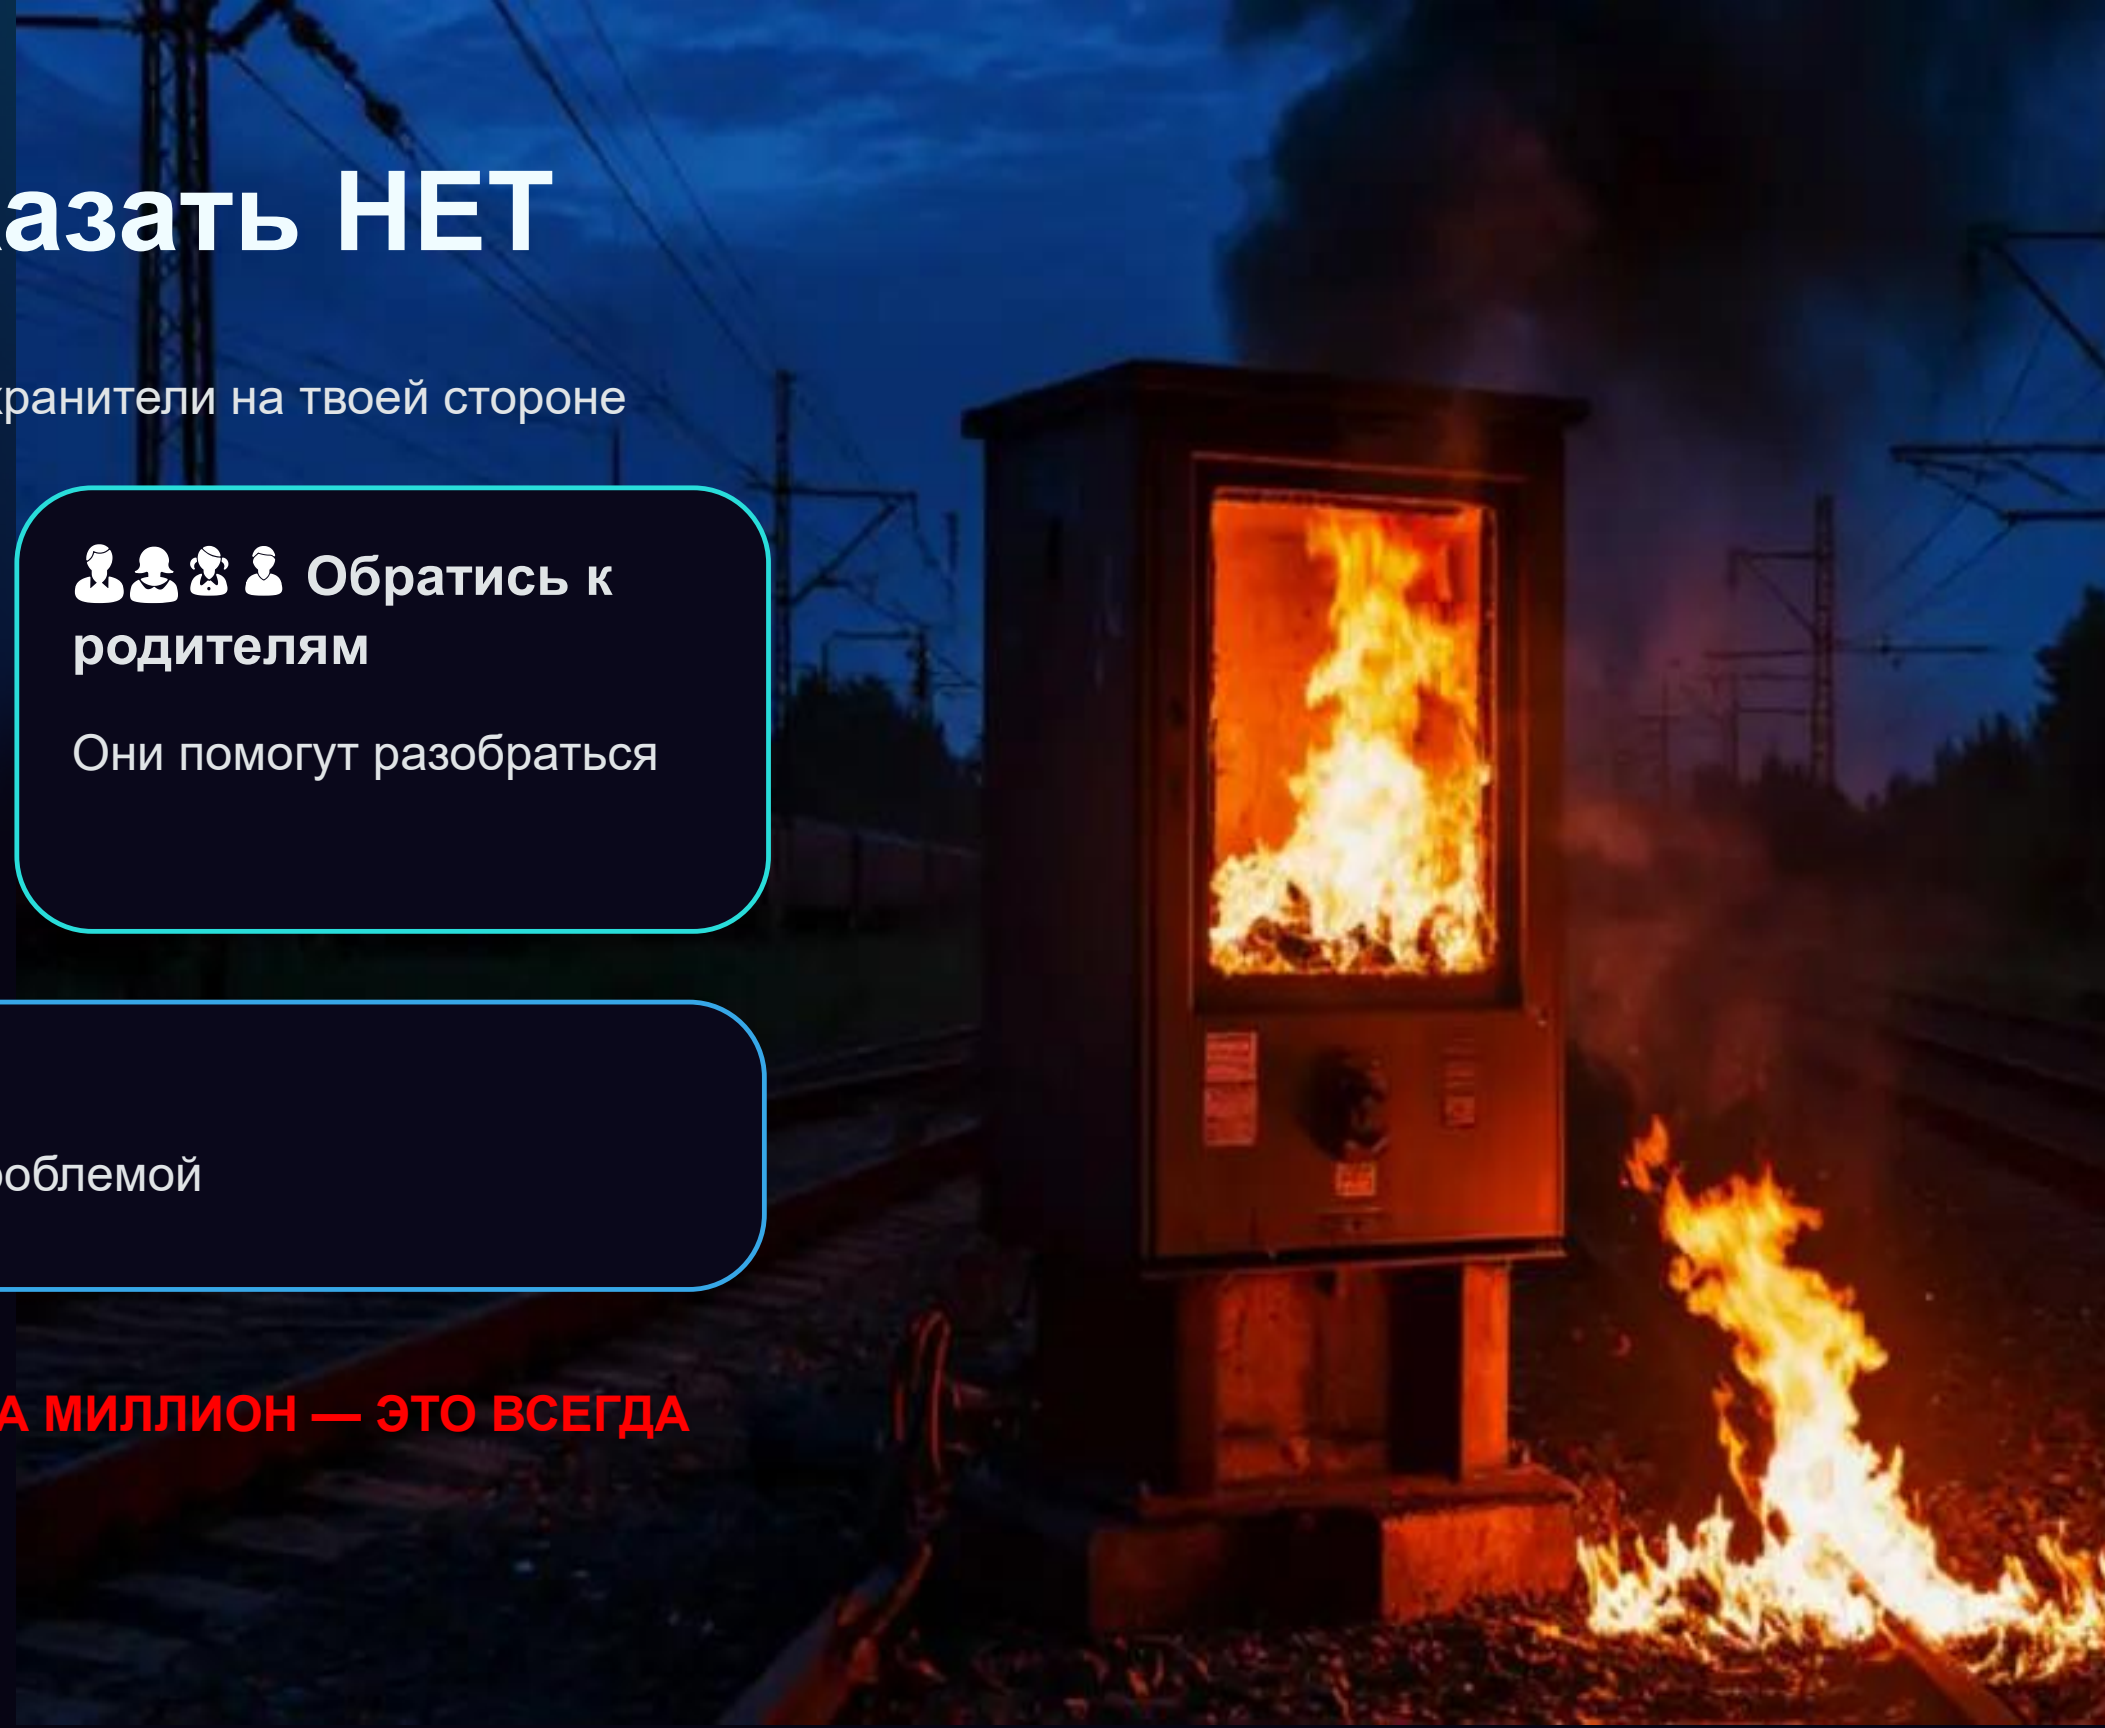 азать НЕТ
хранители на твоей стороне
Обратись к
родителям
Они помогут разобраться
облемой
А МИЛЛИОН — ЭТО ВСЕГДА